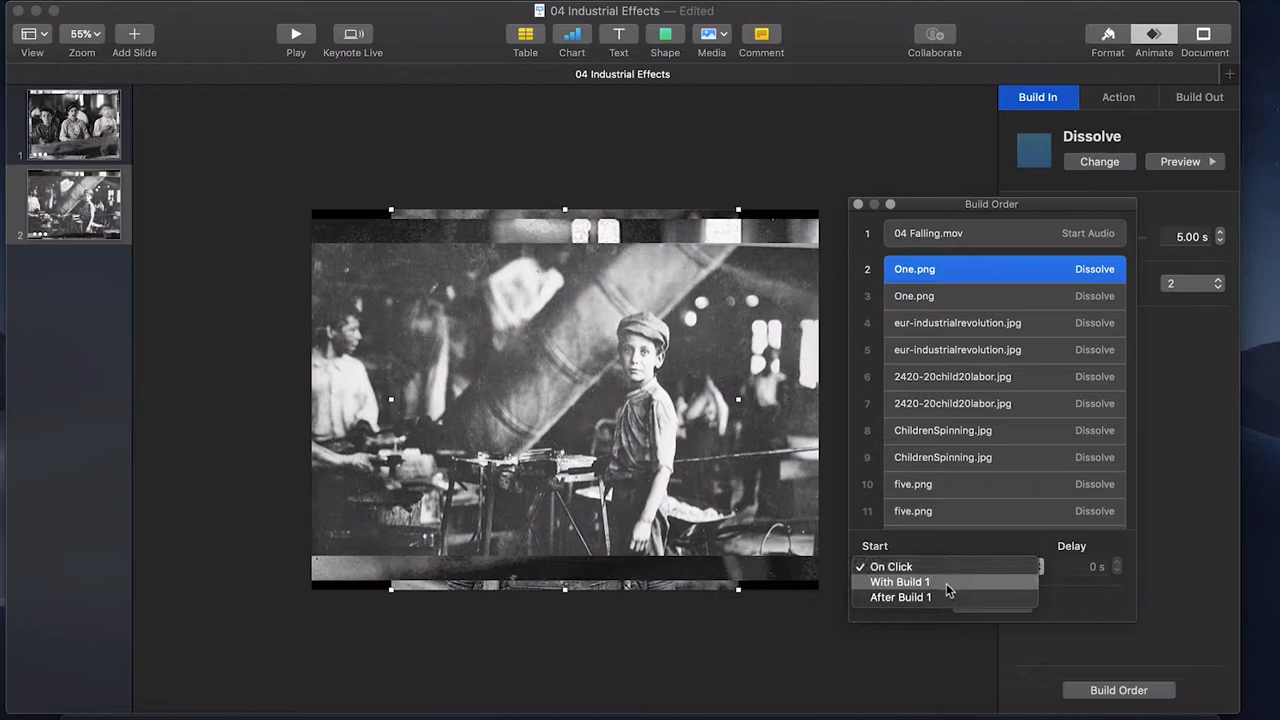 04 Industrial Effects — Edited
55%
View
Zoom
Add Slide
Play
Keynote Live
Table
Chart
Text
Shape
Media
Comment
Collaborate
Format
Animate
Document
04 Industrial Effects
Build In
Action
Build Out
Dissolve
Change
Preview
1
2
5.00 s
2
Build Order
1 04 Falling.mov Start Audio
2 One.png Dissolve
3 One.png Dissolve
4 eur-industrialrevolution.jpg Dissolve
5 eur-industrialrevolution.jpg Dissolve
6 2420-20child20labor.jpg Dissolve
7 2420-20child20labor.jpg Dissolve
8 ChildrenSpinning.jpg Dissolve
9 ChildrenSpinning.jpg Dissolve
10 five.png Dissolve
11 five.png Dissolve
Start
Delay
✓ On Click
0 s
With Build 1
After Build 1
Build Order